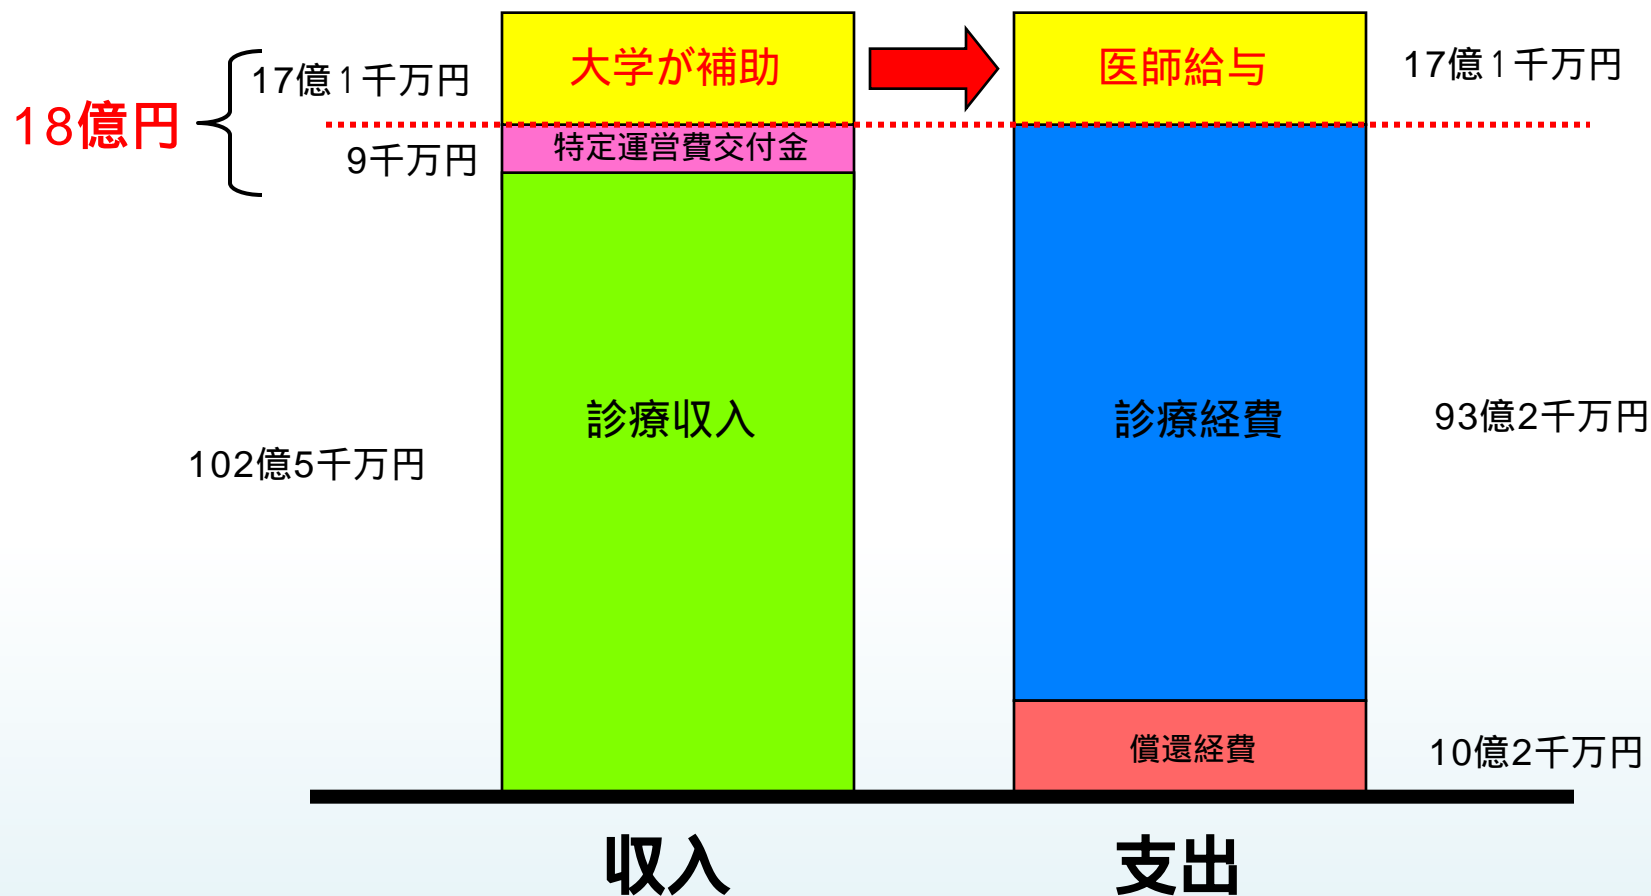 大学が補助
医師給与
17億1千万円
17億1千万円
18億円
特定運営費交付金
9千万円
診療収入
診療経費
93億2千万円
102億5千万円
償還経費
10億2千万円
収入
支出